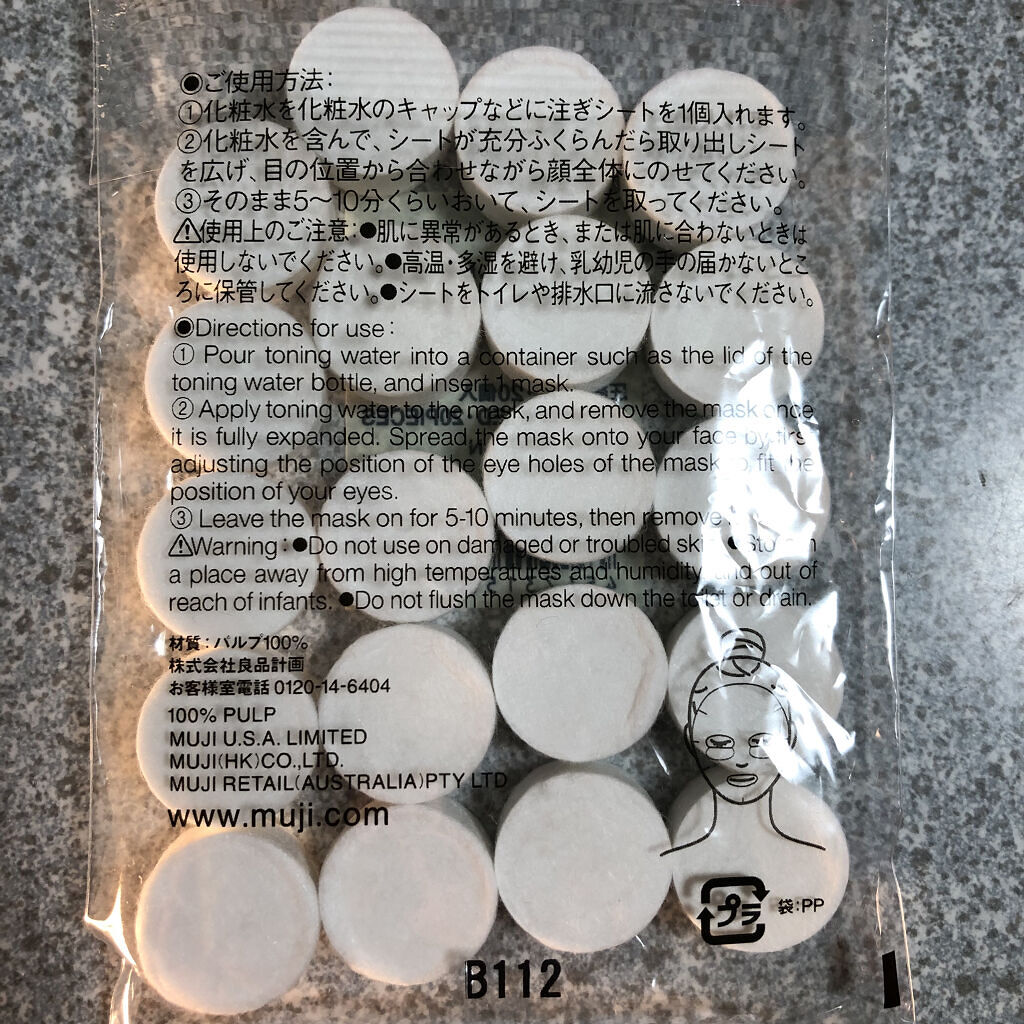 ◉ご使用方法：
①化粧水を化粧水のキャップなどに注ぎシートを1個入れます。
②化粧水を含んで、シートが充分ふくらんだら取り出しシート
を広げ、目の位置から合わせながら顔全体にのせてください。
③そのまま5〜10分くらいおいて、シートを取ってください。
⚠使用上のご注意：●肌に異常があるとき、または肌に合わないときは
使用しないでください。●高温・多湿を避け、乳幼児の手の届かないとこ
ろに保管してください。●シートをトイレや排水口に流さないでください。
◉Directions for use：
① Pour toning water into a container such as the lid of the
toning water bottle, and insert 1 mask.
② Apply toning water to the mask, and remove the mask once
it is fully expanded. Spread the mask onto your face by first
adjusting the position of the eye holes of the mask to fit the
position of your eyes.
③ Leave the mask on for 5-10 minutes, then remove
⚠Warning：●Do not use on damaged or troubled skin. ●Store in
a place away from high temperatures and humidity and out of
reach of infants. ●Do not flush the mask down the toilet or drain.
材質：パルプ100%
株式会社良品計画
お客様室電話 0120-14-6404
100% PULP
MUJI U.S.A. LIMITED
MUJI(HK)CO.,LTD.
MUJI RETAIL(AUSTRALIA)PTY LTD
www.muji.com
プラ 袋：PP
B112
20個入
20PIECES